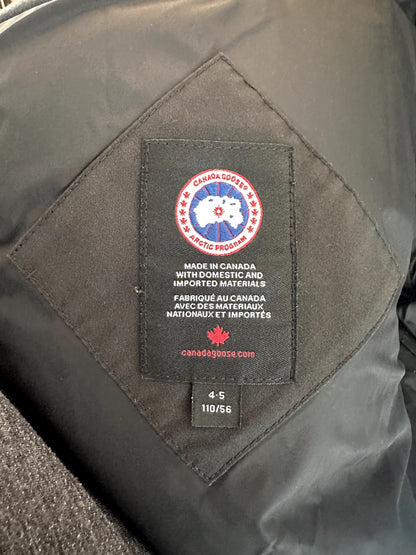 CANADA GOOSE®
ARCTIC PROGRAM
MADE IN CANADA
WITH DOMESTIC AND
IMPORTED MATERIALS
FABRIQUÉ AU CANADA
AVEC DES MATERIAUX
NATIONAUX ET IMPORTÉS
canadagoose.com
4-5
110/56